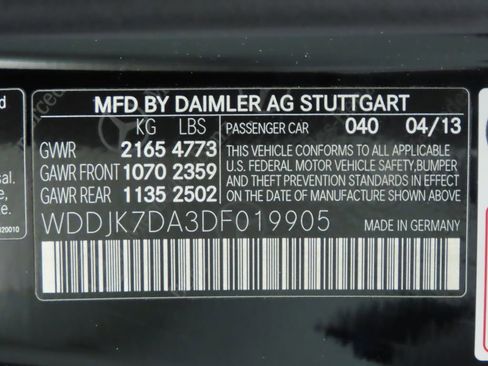 MFD BY DAIMLER AG STUTTGART
KG LBS
GVWR 2165 4773
GAWR FRONT 1070 2359
GAWR REAR 1135 2502
PASSENGER CAR 040 04/13
THIS VEHICLE CONFORMS TO ALL APPLICABLE
U.S. FEDERAL MOTOR VEHICLE SAFETY,BUMPER,
AND THEFT PREVENTION STANDARDS IN EFFECT
ON THE DATE OF MANUFACTURE SHOWN ABOVE.
WDDJK7DA3DF019905 MADE IN GERMANY